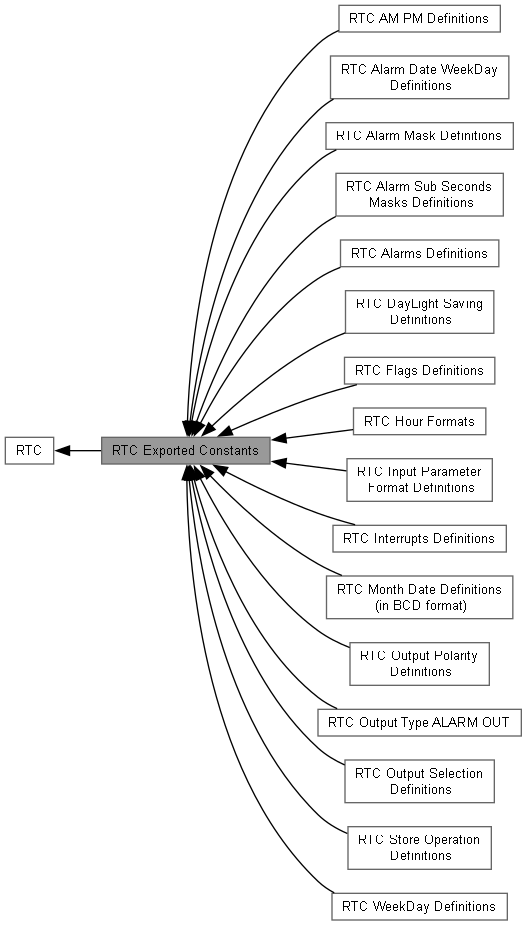 RTC AM PM Definitions
RTC Alarm Date WeekDay
Definitions
RTC Alarm Mask Definitions
RTC Alarm Sub Seconds
Masks Definitions
RTC Alarms Definitions
RTC DayLight Saving
Definitions
RTC Flags Definitions
RTC Hour Formats
RTC
RTC Exported Constants
RTC Input Parameter
Format Definitions
RTC Interrupts Definitions
RTC Month Date Definitions
(in BCD format)
RTC Output Polarity
Definitions
RTC Output Type ALARM OUT
RTC Output Selection
Definitions
RTC Store Operation
Definitions
RTC WeekDay Definitions